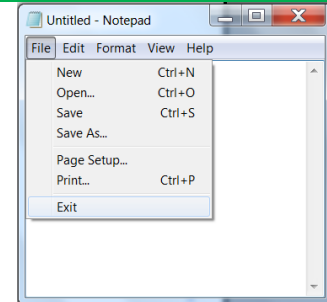 Untitled - Notepad
File Edit Format View Help
New Ctrl+N
Open... Ctrl+O
Save Ctrl+S
Save As...
Page Setup...
Print... Ctrl+P
Exit